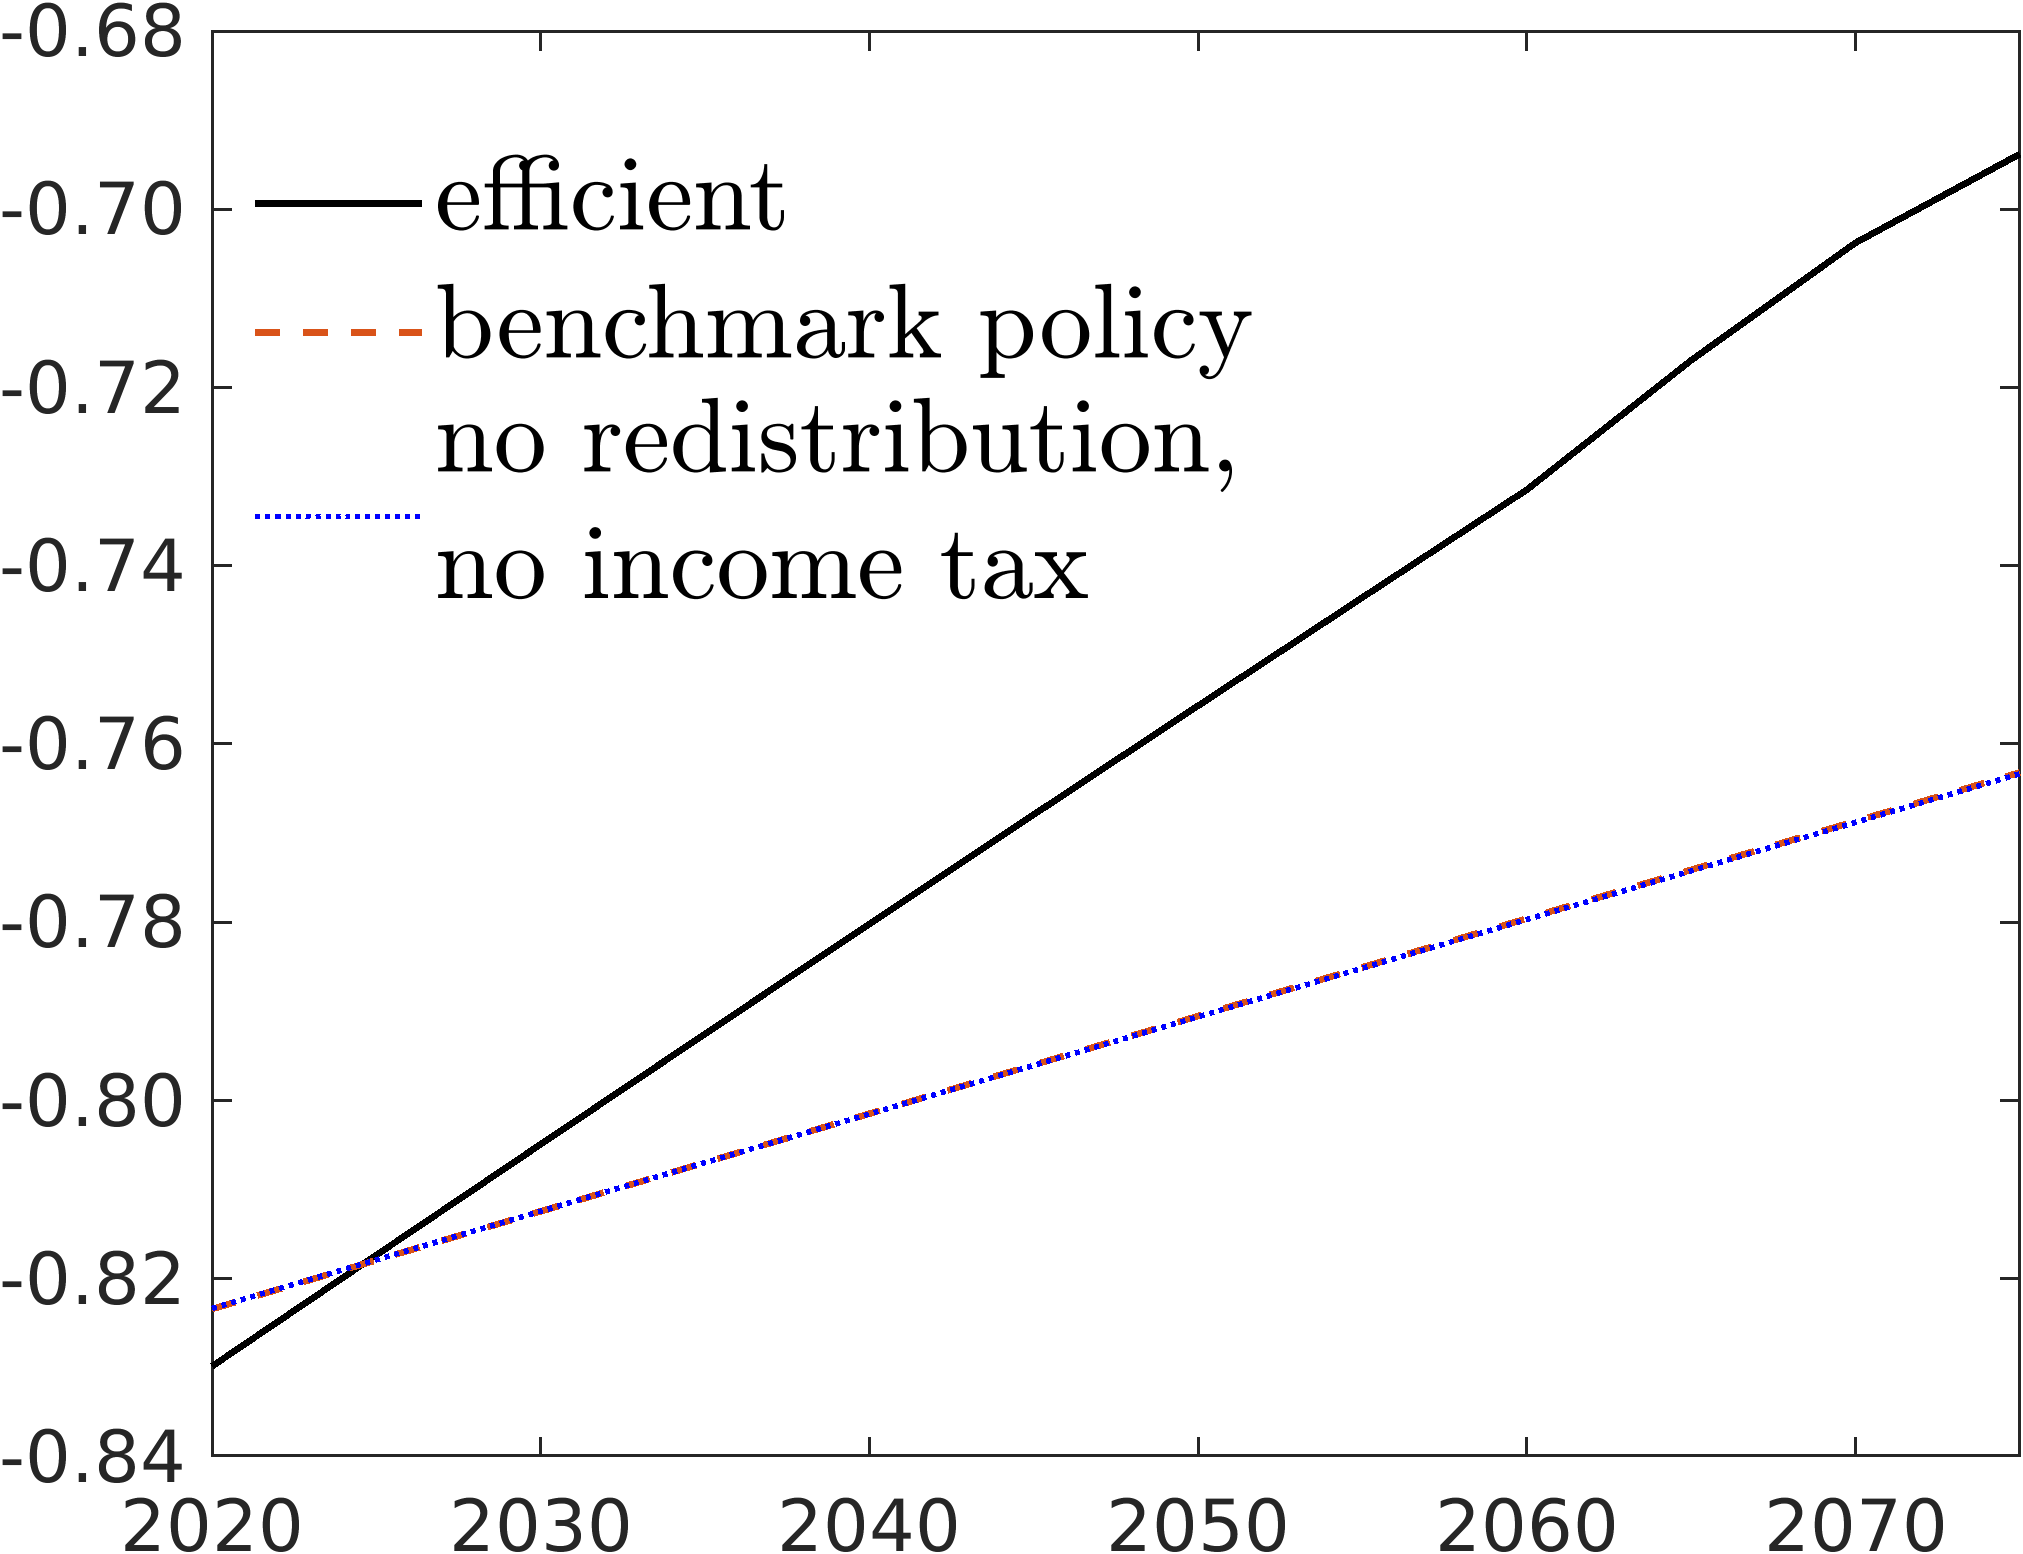 -0.68
-0.70
-0.72
-0.74
-0.76
-0.78
-0.80
-0.82
-0.84
efficient
benchmark policy
no redistribution,
no income tax
2020 2030 2040 2050 2060 2070